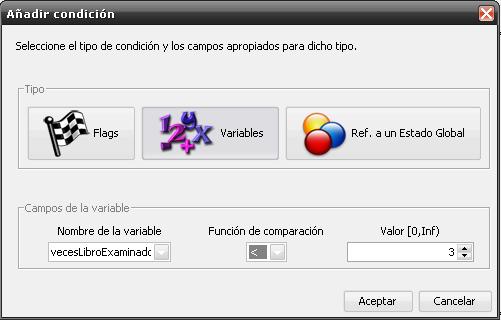 Añadir condición
Seleccione el tipo de condición y los campos apropiados para dicho tipo.
Tipo
Flags
Variables
Ref. a un Estado Global
Campos de la variable
Nombre de la variable
Función de comparación
Valor [0,Inf)
vecesLibroExaminado
<
3
Aceptar
Cancelar